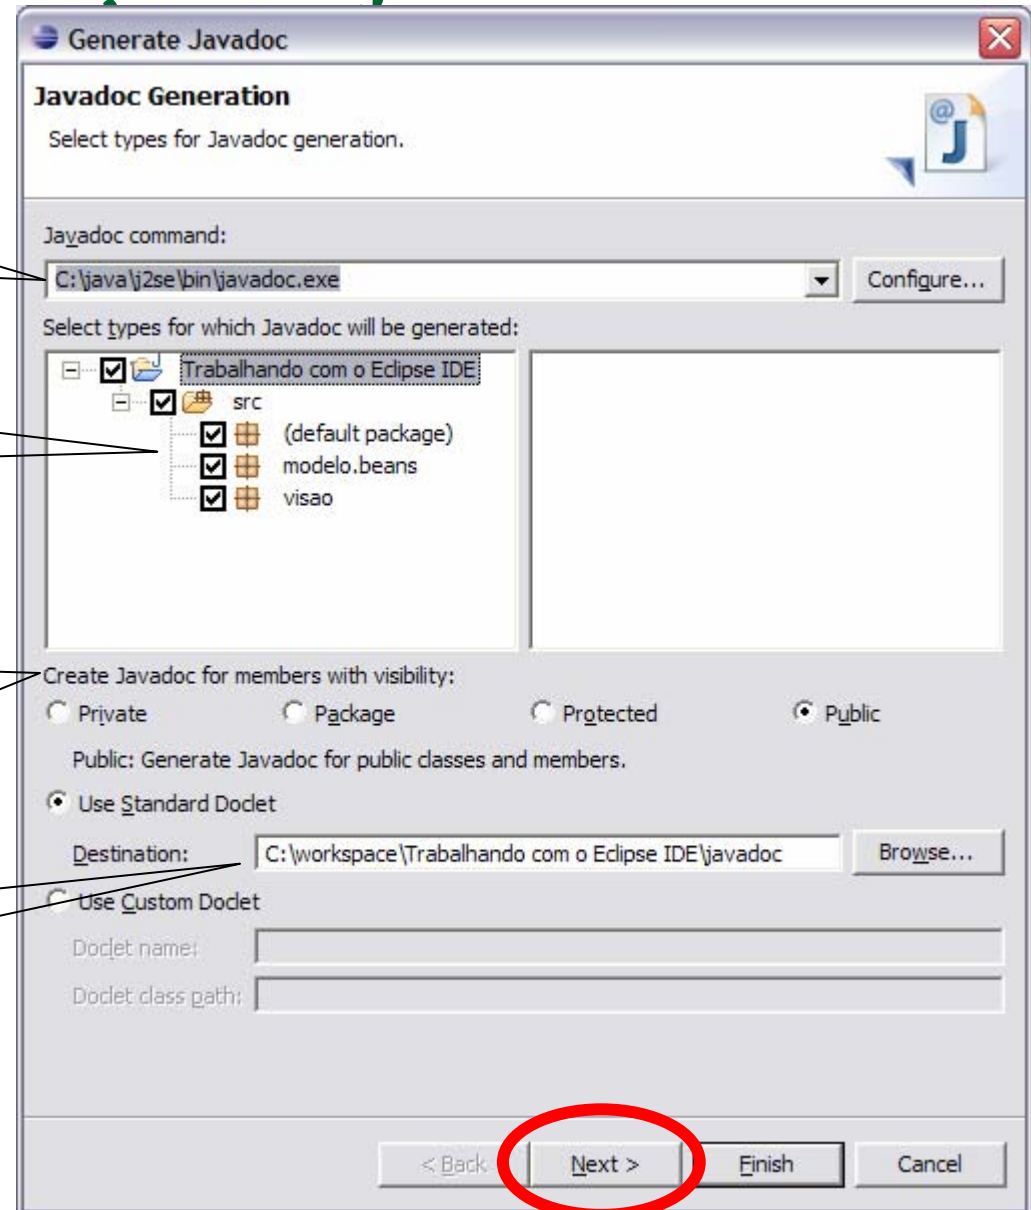 Generate Javadoc
Javadoc Generation
Select types for Javadoc generation.
@
J
Javadoc command:
C:\java\j2se\bin\javadoc.exe
Configure...
Select types for which Javadoc will be generated:
Trabalhando com o Eclipse IDE
src
(default package)
modelo.beans
visao
Create Javadoc for members with visibility:
Private Package Protected Public
Public: Generate Javadoc for public classes and members.
Use Standard Doclet
Destination: C:\workspace\Trabalhando com o Eclipse IDE\javadoc Browse...
Use Custom Doclet
Doclet name:
Doclet class path:
< Back Next > Finish Cancel